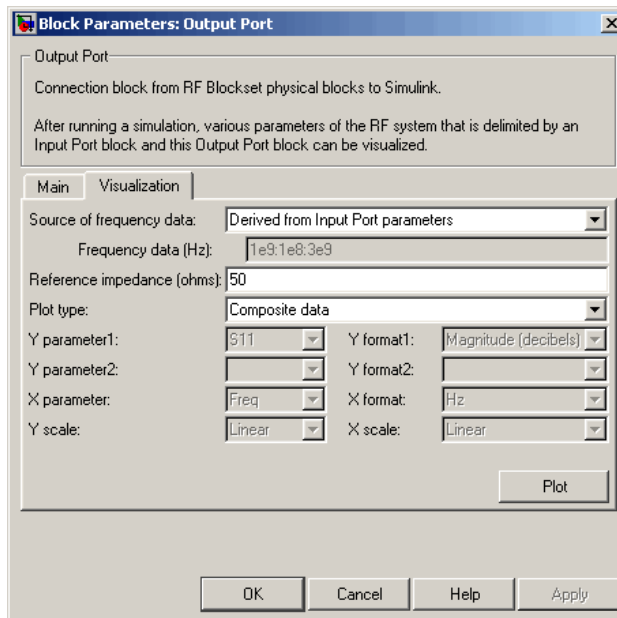 Block Parameters: Output Port
Output Port
Connection block from RF Blockset physical blocks to Simulink.
After running a simulation, various parameters of the RF system that is delimited by an
Input Port block and this Output Port block can be visualized.
Main Visualization
Source of frequency data: Derived from Input Port parameters
Frequency data (Hz): 1e9:1e8:3e9
Reference impedance (ohms): 50
Plot type: Composite data
Y parameter1: S11 Y format1: Magnitude (decibels)
Y parameter2: Y format2:
X parameter: Freq X format: Hz
Y scale: Linear X scale: Linear
Plot
OK Cancel Help Apply